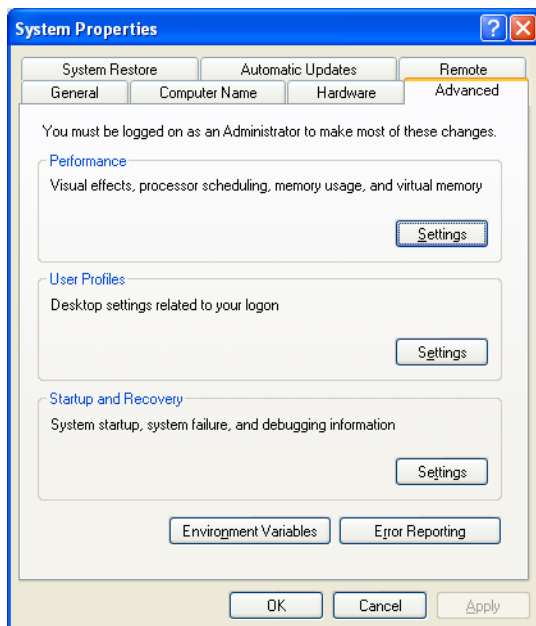 System Properties
System Restore Automatic Updates Remote
General Computer Name Hardware Advanced
You must be logged on as an Administrator to make most of these changes.
Performance
Visual effects, processor scheduling, memory usage, and virtual memory
Settings
User Profiles
Desktop settings related to your logon
Settings
Startup and Recovery
System startup, system failure, and debugging information
Settings
Environment Variables Error Reporting
OK Cancel Apply